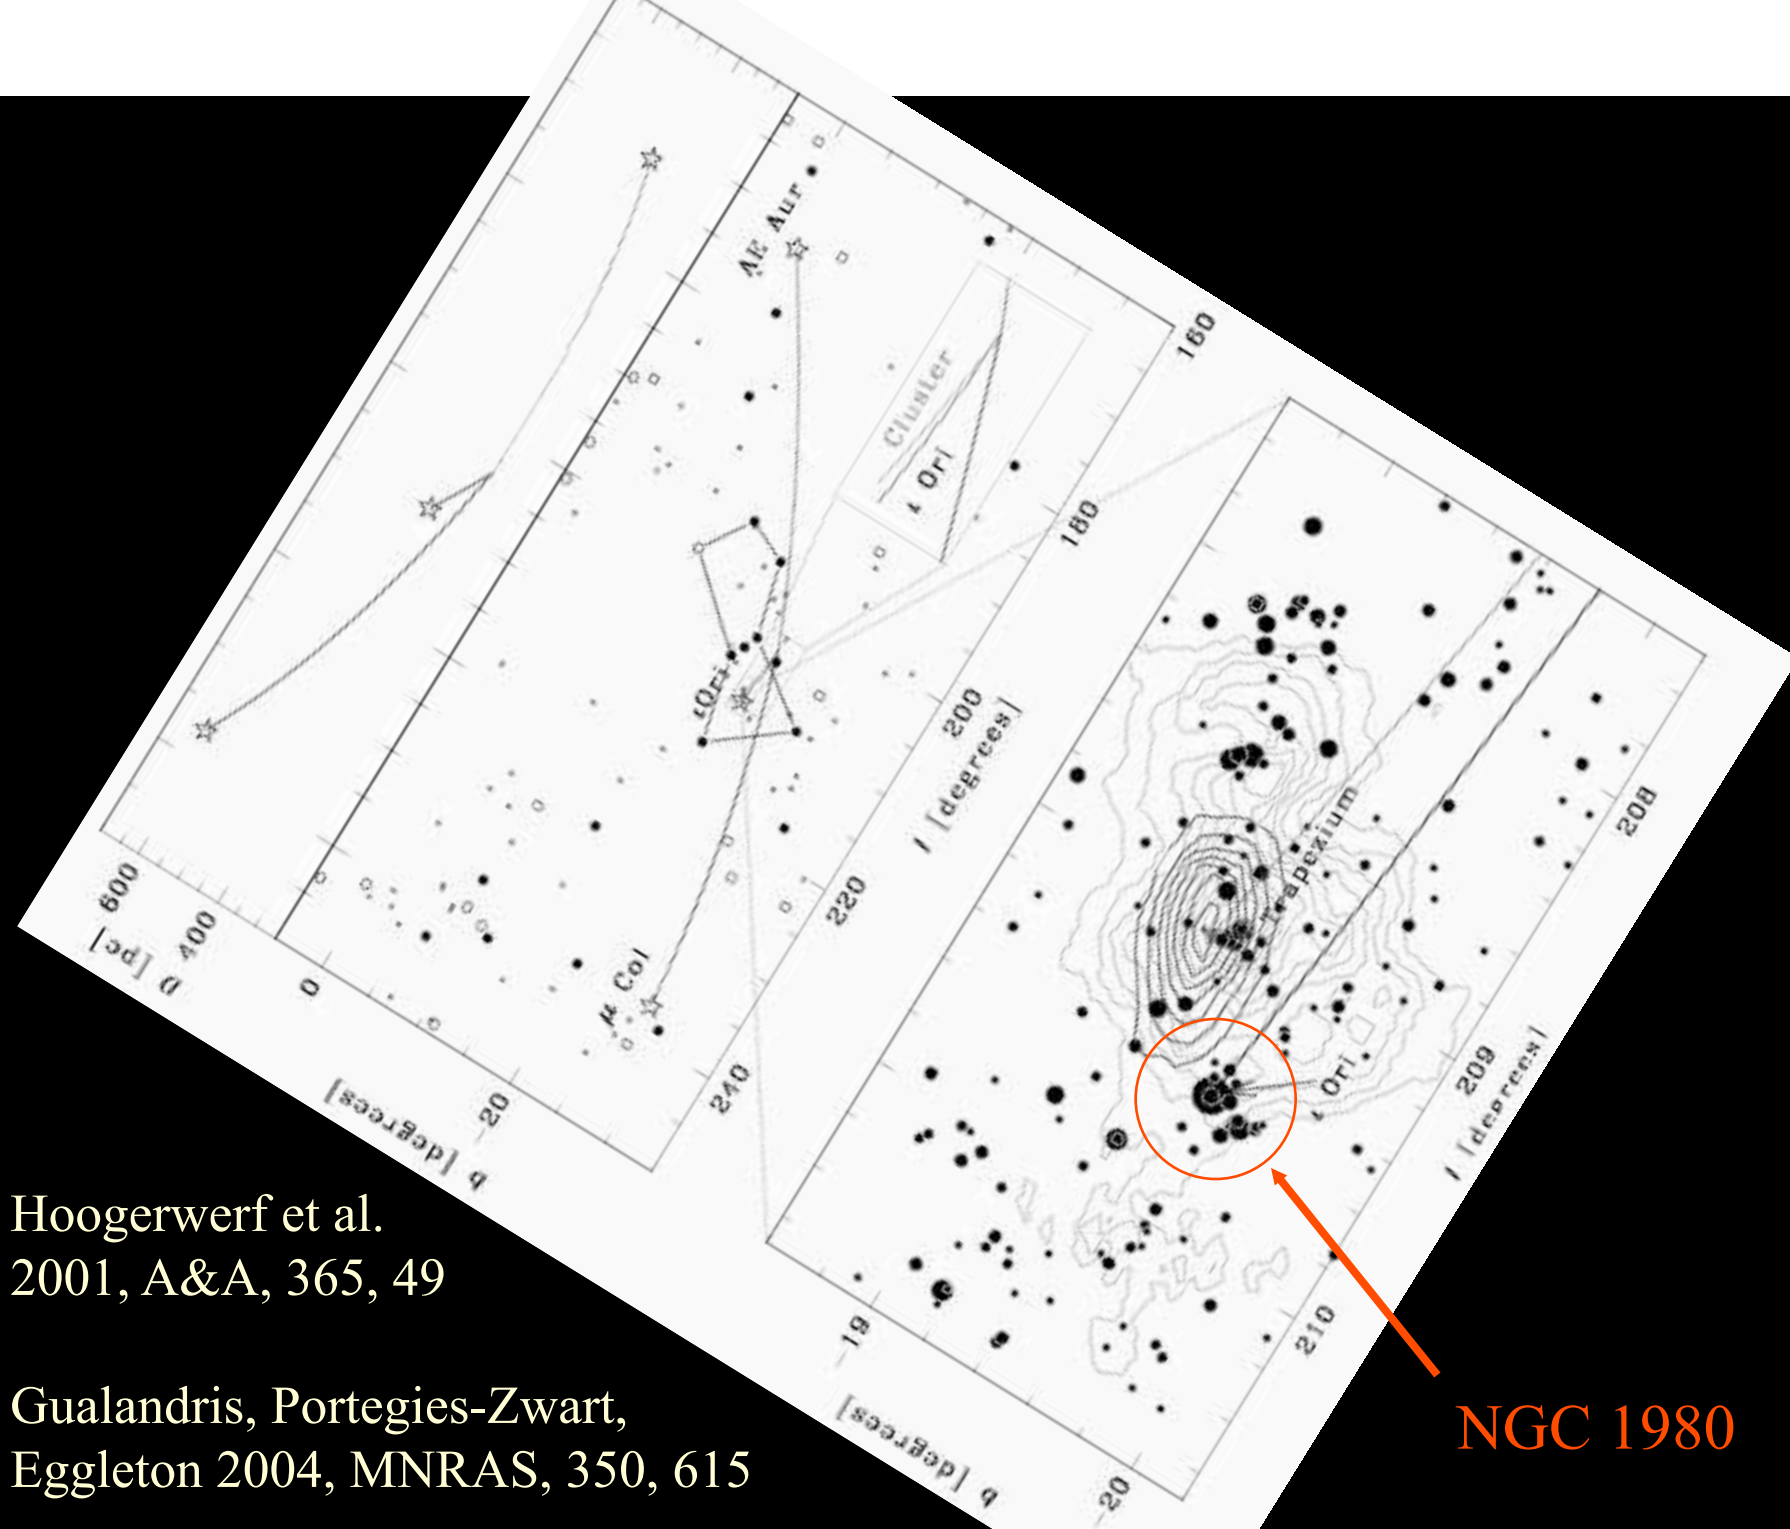 AE Aur
160
Cluster
ι Ori
180
ιOri
200
l [degrees]
220
240
μ Col
600
400
D [pc]
0
-20
b [degrees]
Trapezium
208
209
l [degrees]
ι Ori
210
-19
-20
b [degrees]
Hoogerwerf et al.
2001, A&A, 365, 49
Gualandris, Portegies-Zwart,
Eggleton 2004, MNRAS, 350, 615
NGC 1980